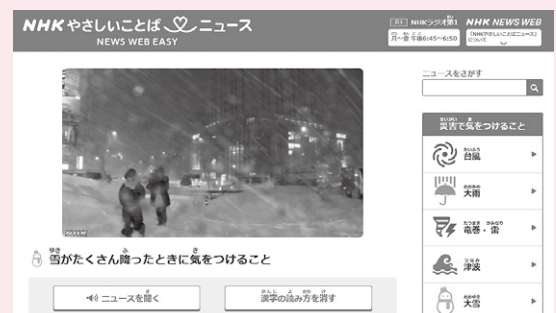 NHK やさしいことば ニュース
NEWS WEB EASY
R1 NHKラジオ第1
月〜金 午後6:45〜6:50
NHK NEWS WEB
「NHKやさしいことばニュース」
について
ニュースをさがす
NHK
雪がたくさん降ったときに気をつけること
ニュースを聞く
漢字の読み方を消す
災害で気をつけること
台風
大雨
竜巻・雷
津波
大雪